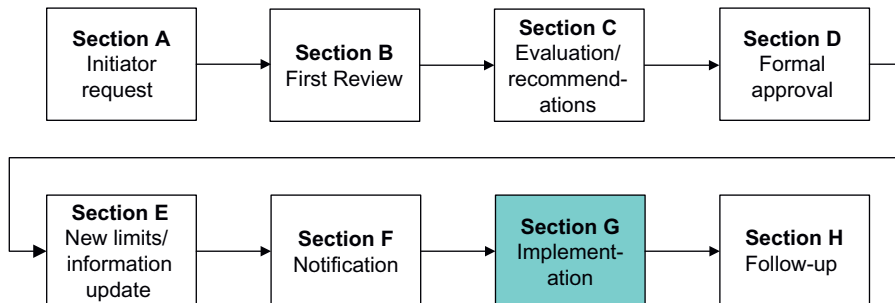 Section A
Initiator
request
Section B
First Review
Section C
Evaluation/
recommend-
ations
Section D
Formal
approval
Section E
New limits/
information
update
Section F
Notification
Section G
Implement-
ation
Section H
Follow-up